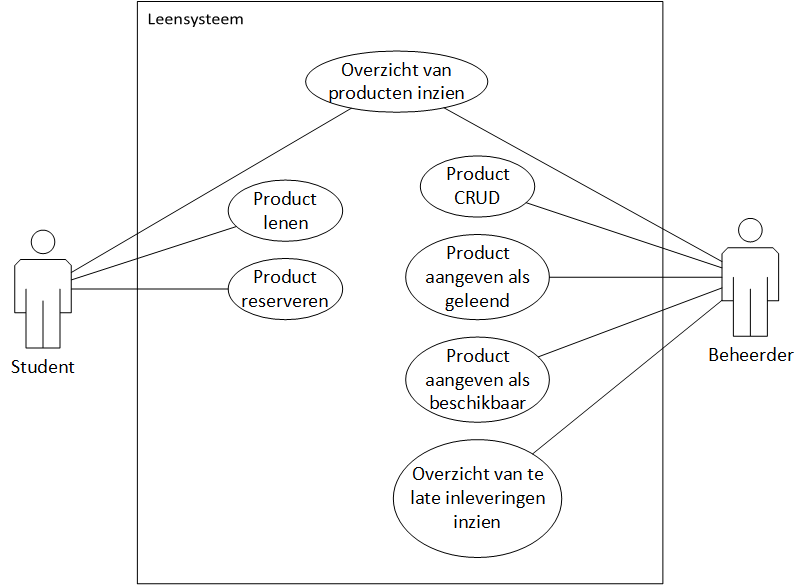 Leensysteem
Overzicht van
producten inzien
Product
CRUD
Product
lenen
Product
aangeven als
geleend
Product
reserveren
Product
aangeven als
beschikbaar
Overzicht van te
late inleveringen
inzien
Student
Beheerder